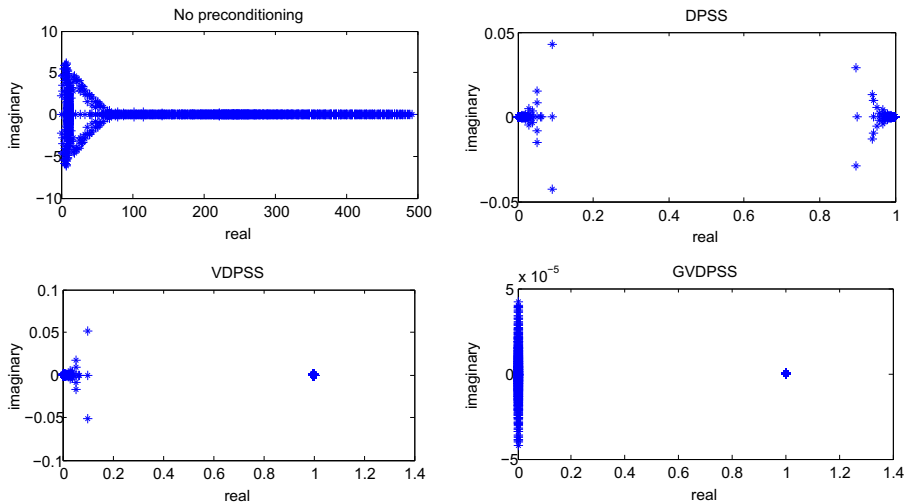 No preconditioning
10
5
0
−5
−10
imaginary
0 100 200 300 400 500
real
DPSS
0.05
0
−0.05
imaginary
0 0.2 0.4 0.6 0.8 1
real
VDPSS
0.1
0.05
0
−0.05
−0.1
imaginary
0 0.2 0.4 0.6 0.8 1 1.2 1.4
real
GVDPSS
x 10⁻⁵
5
0
−5
imaginary
0 0.2 0.4 0.6 0.8 1 1.2 1.4
real